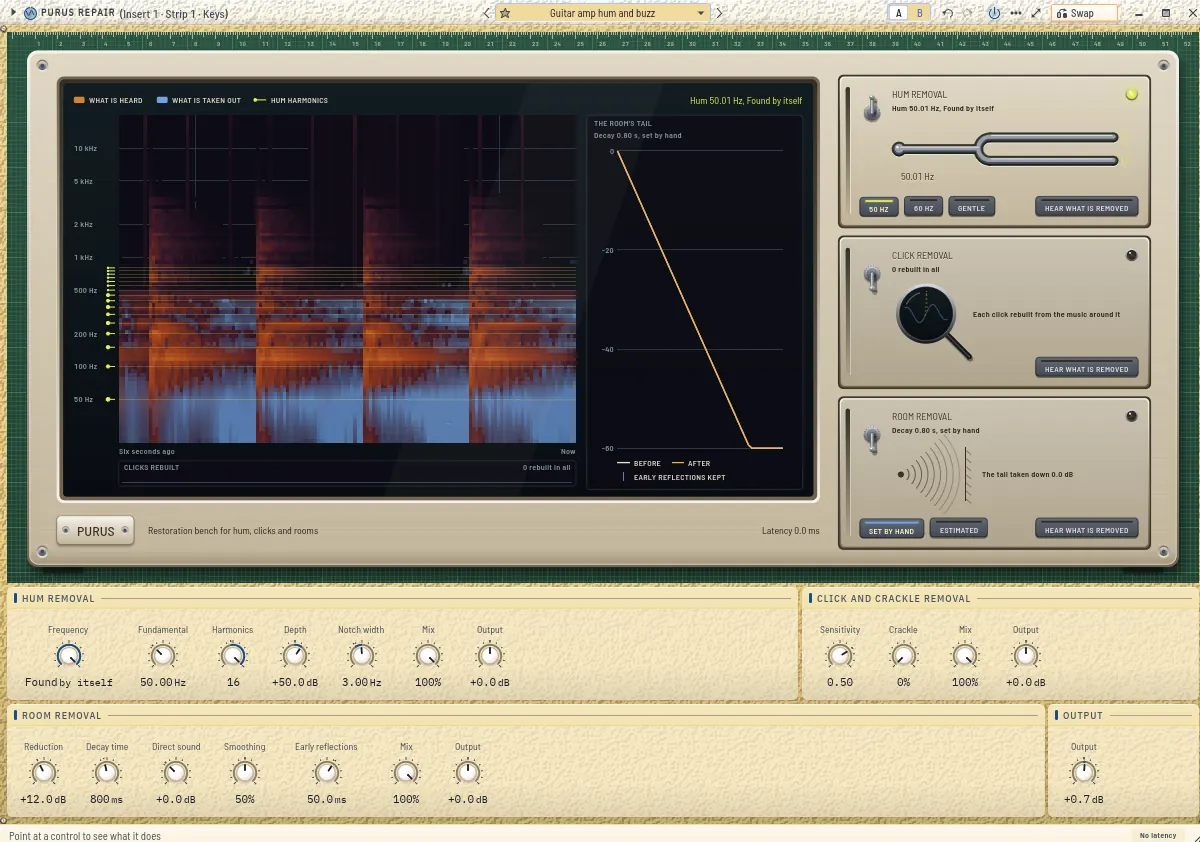 PURUS REPAIR (Insert 1 · Strip 1 · Keys)
Guitar amp hum and buzz
A B
Swap
1 2 3 4 5 6 7 8 9 10 11 12 13 14 15 16 17 18 19 20 21 22 23 24 25 26 27 28 29 30 31 32 33 34 35 36 37 38 39 40 41 42 43 44 45 46 47 48 49 50 51 52
WHAT IS HEARD WHAT IS TAKEN OUT HUM HARMONICS
Hum 50.01 Hz, Found by itself
10 kHz
5 kHz
2 kHz
1 kHz
500 Hz
200 Hz
100 Hz
50 Hz
Six seconds ago Now
CLICKS REBUILT 0 rebuilt in all
THE ROOM'S TAIL
Decay 0.80 s, set by hand
0
-20
-40
-60
BEFORE AFTER
EARLY REFLECTIONS KEPT
PURUS
Restoration bench for hum, clicks and rooms
Latency 0.0 ms
HUM REMOVAL
Hum 50.01 Hz, Found by itself
50.01 Hz
50 HZ 60 HZ GENTLE HEAR WHAT IS REMOVED
CLICK REMOVAL
0 rebuilt in all
Each click rebuilt from the music around it
HEAR WHAT IS REMOVED
ROOM REMOVAL
Decay 0.80 s, set by hand
The tail taken down 0.0 dB
SET BY HAND ESTIMATED HEAR WHAT IS REMOVED
HUM REMOVAL
Frequency Fundamental Harmonics Depth Notch width Mix Output
Found by itself 50.00 Hz 16 +50.0 dB 3.00 Hz 100% +0.0 dB
CLICK AND CRACKLE REMOVAL
Sensitivity Crackle Mix Output
0.50 0% 100% +0.0 dB
ROOM REMOVAL
Reduction Decay time Direct sound Smoothing Early reflections Mix Output
+12.0 dB 800 ms +0.0 dB 50% 50.0 ms 100% +0.0 dB
OUTPUT
Output
+0.7 dB
Point at a control to see what it does
No latency